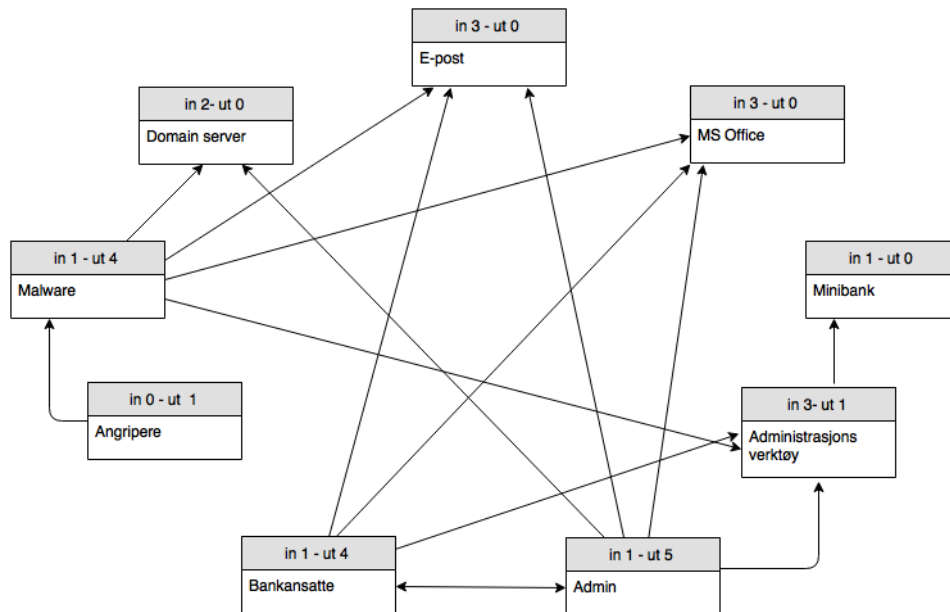 in 3 - ut 0
E-post
in 2- ut 0
Domain server
in 3 - ut 0
MS Office
in 1 - ut 4
Malware
in 1 - ut 0
Minibank
in 0 - ut 1
Angripere
in 3- ut 1
Administrasjons
verktøy
in 1 - ut 4
Bankansatte
in 1 - ut 5
Admin